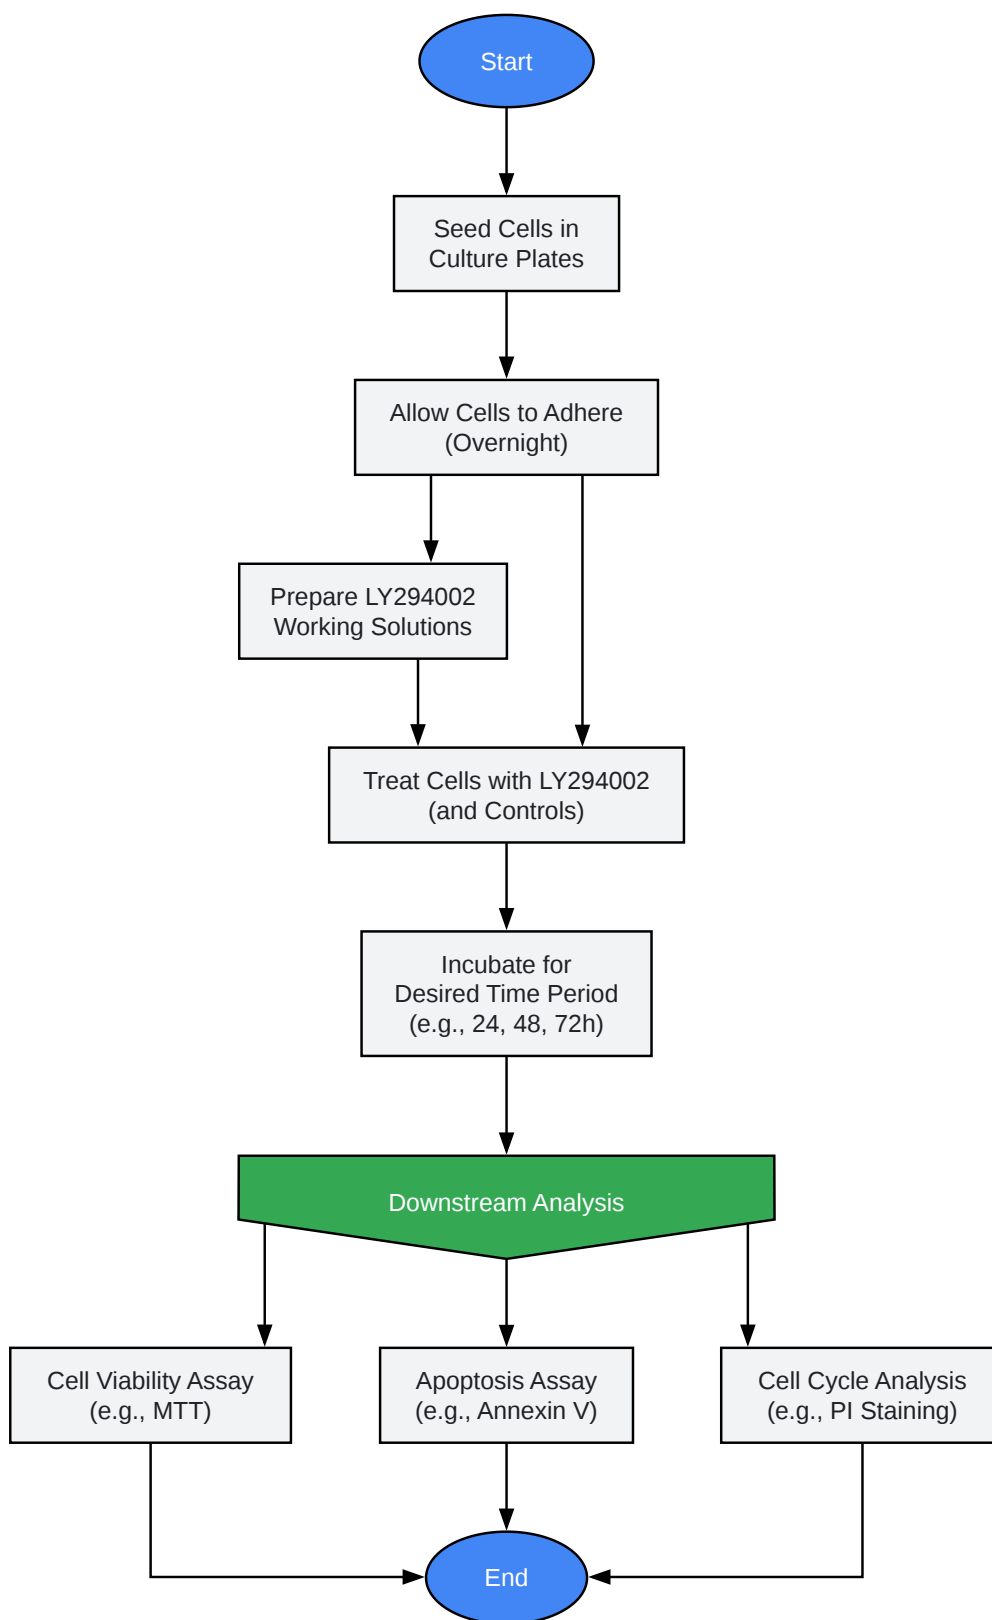 Start
Seed Cells in
Culture Plates
Allow Cells to Adhere
(Overnight)
Prepare LY294002
Working Solutions
Treat Cells with LY294002
(and Controls)
Incubate for
Desired Time Period
(e.g., 24, 48, 72h)
Downstream Analysis
Cell Viability Assay
(e.g., MTT)
Apoptosis Assay
(e.g., Annexin V)
Cell Cycle Analysis
(e.g., PI Staining)
End